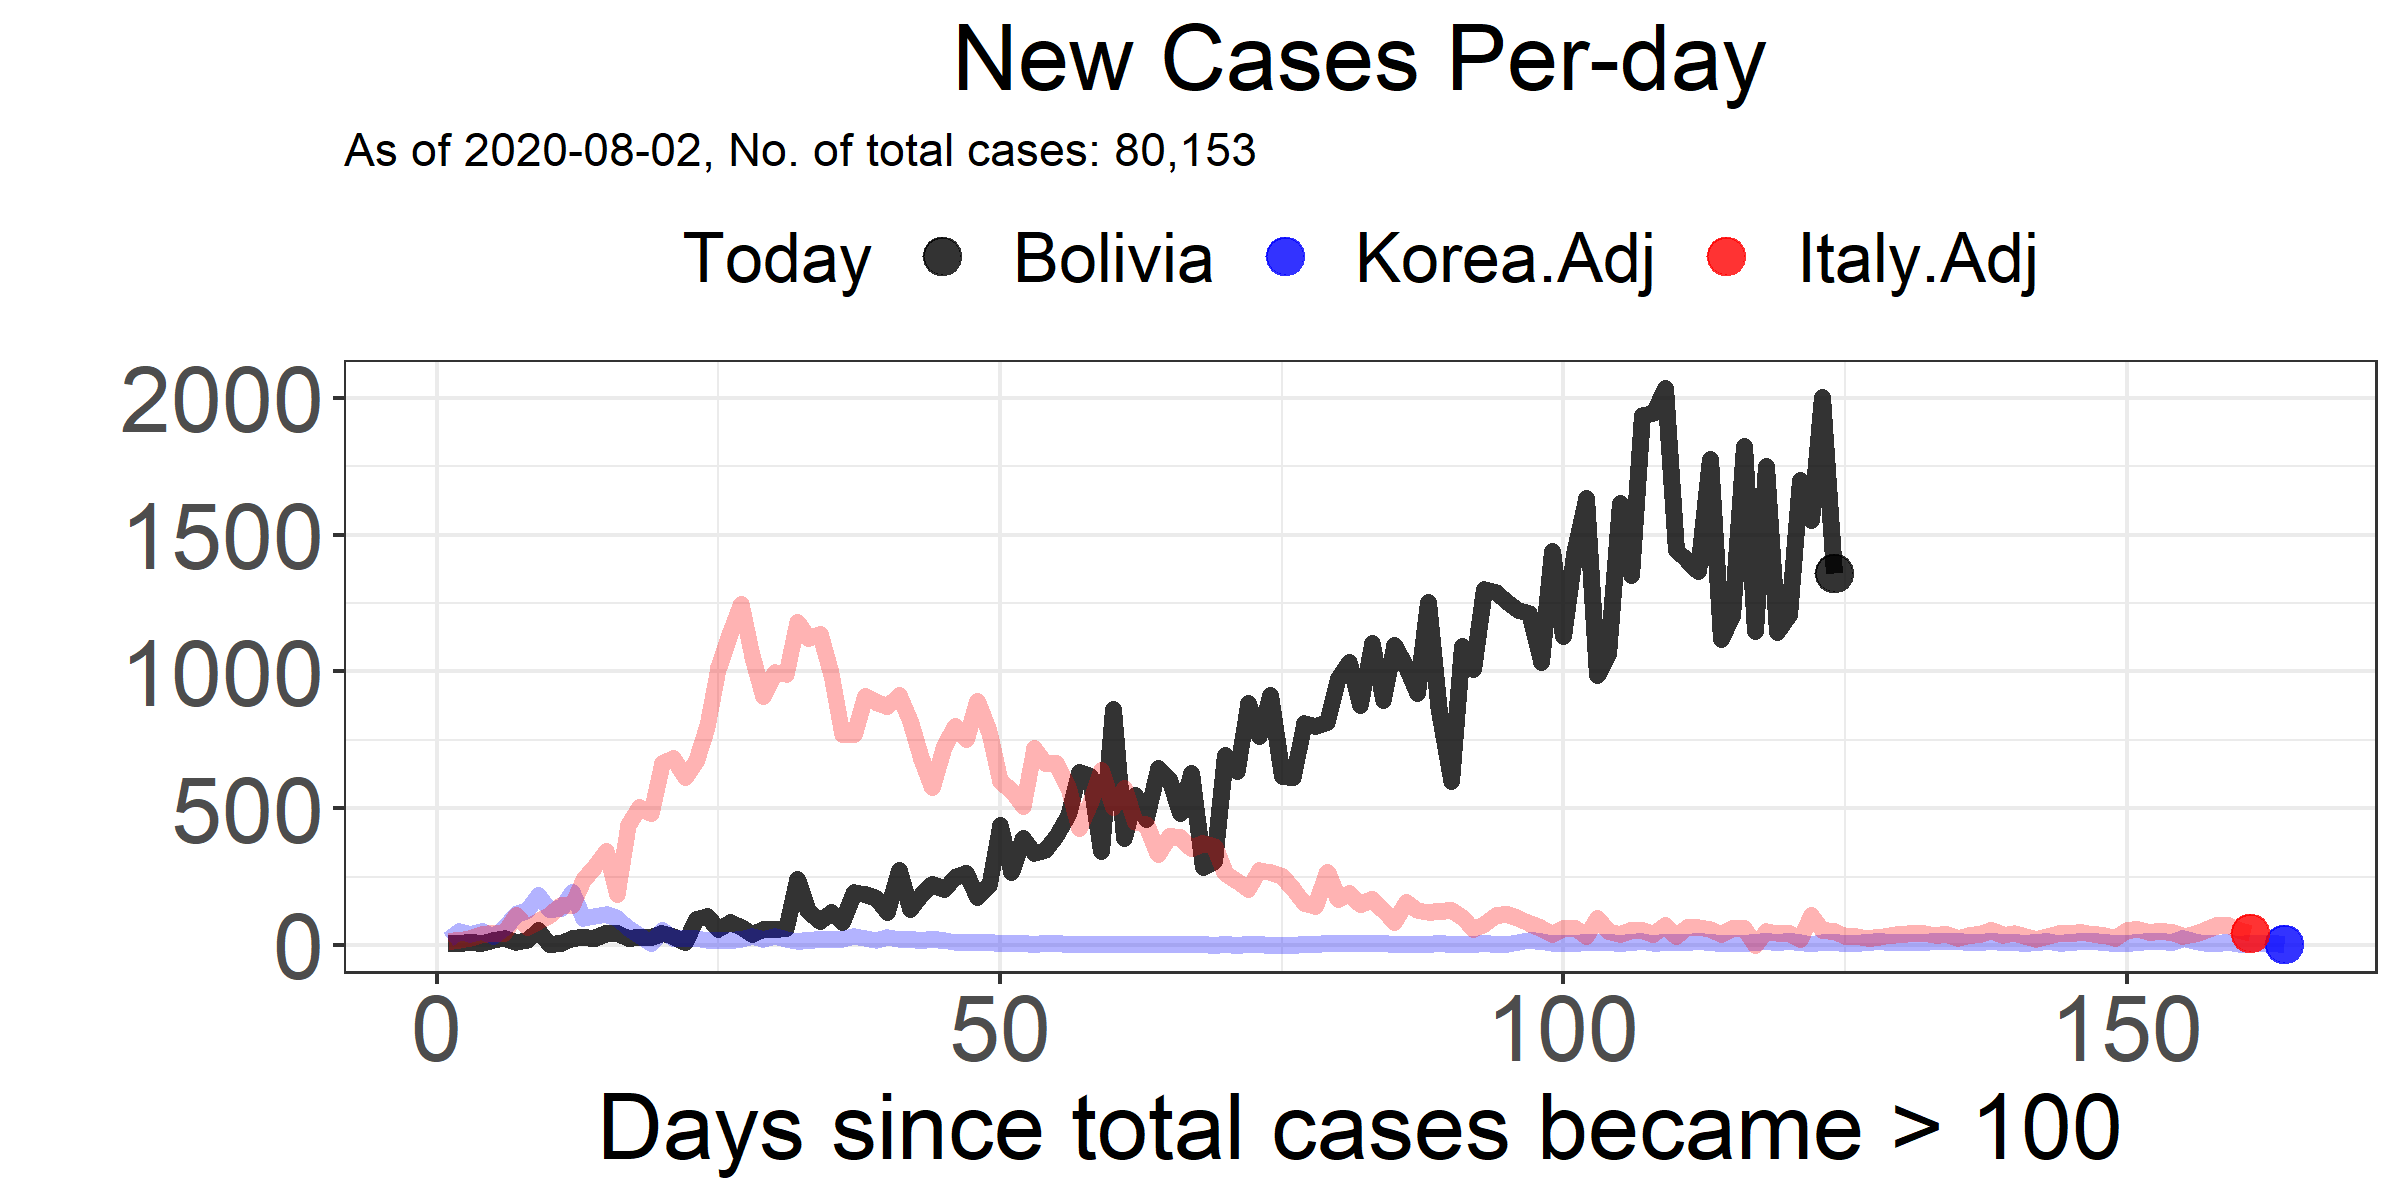 New Cases Per-day
As of 2020-08-02, No. of total cases: 80,153
Today Bolivia Korea.Adj Italy.Adj
2000
1500
1000
500
0
0 50 100 150
Days since total cases became > 100